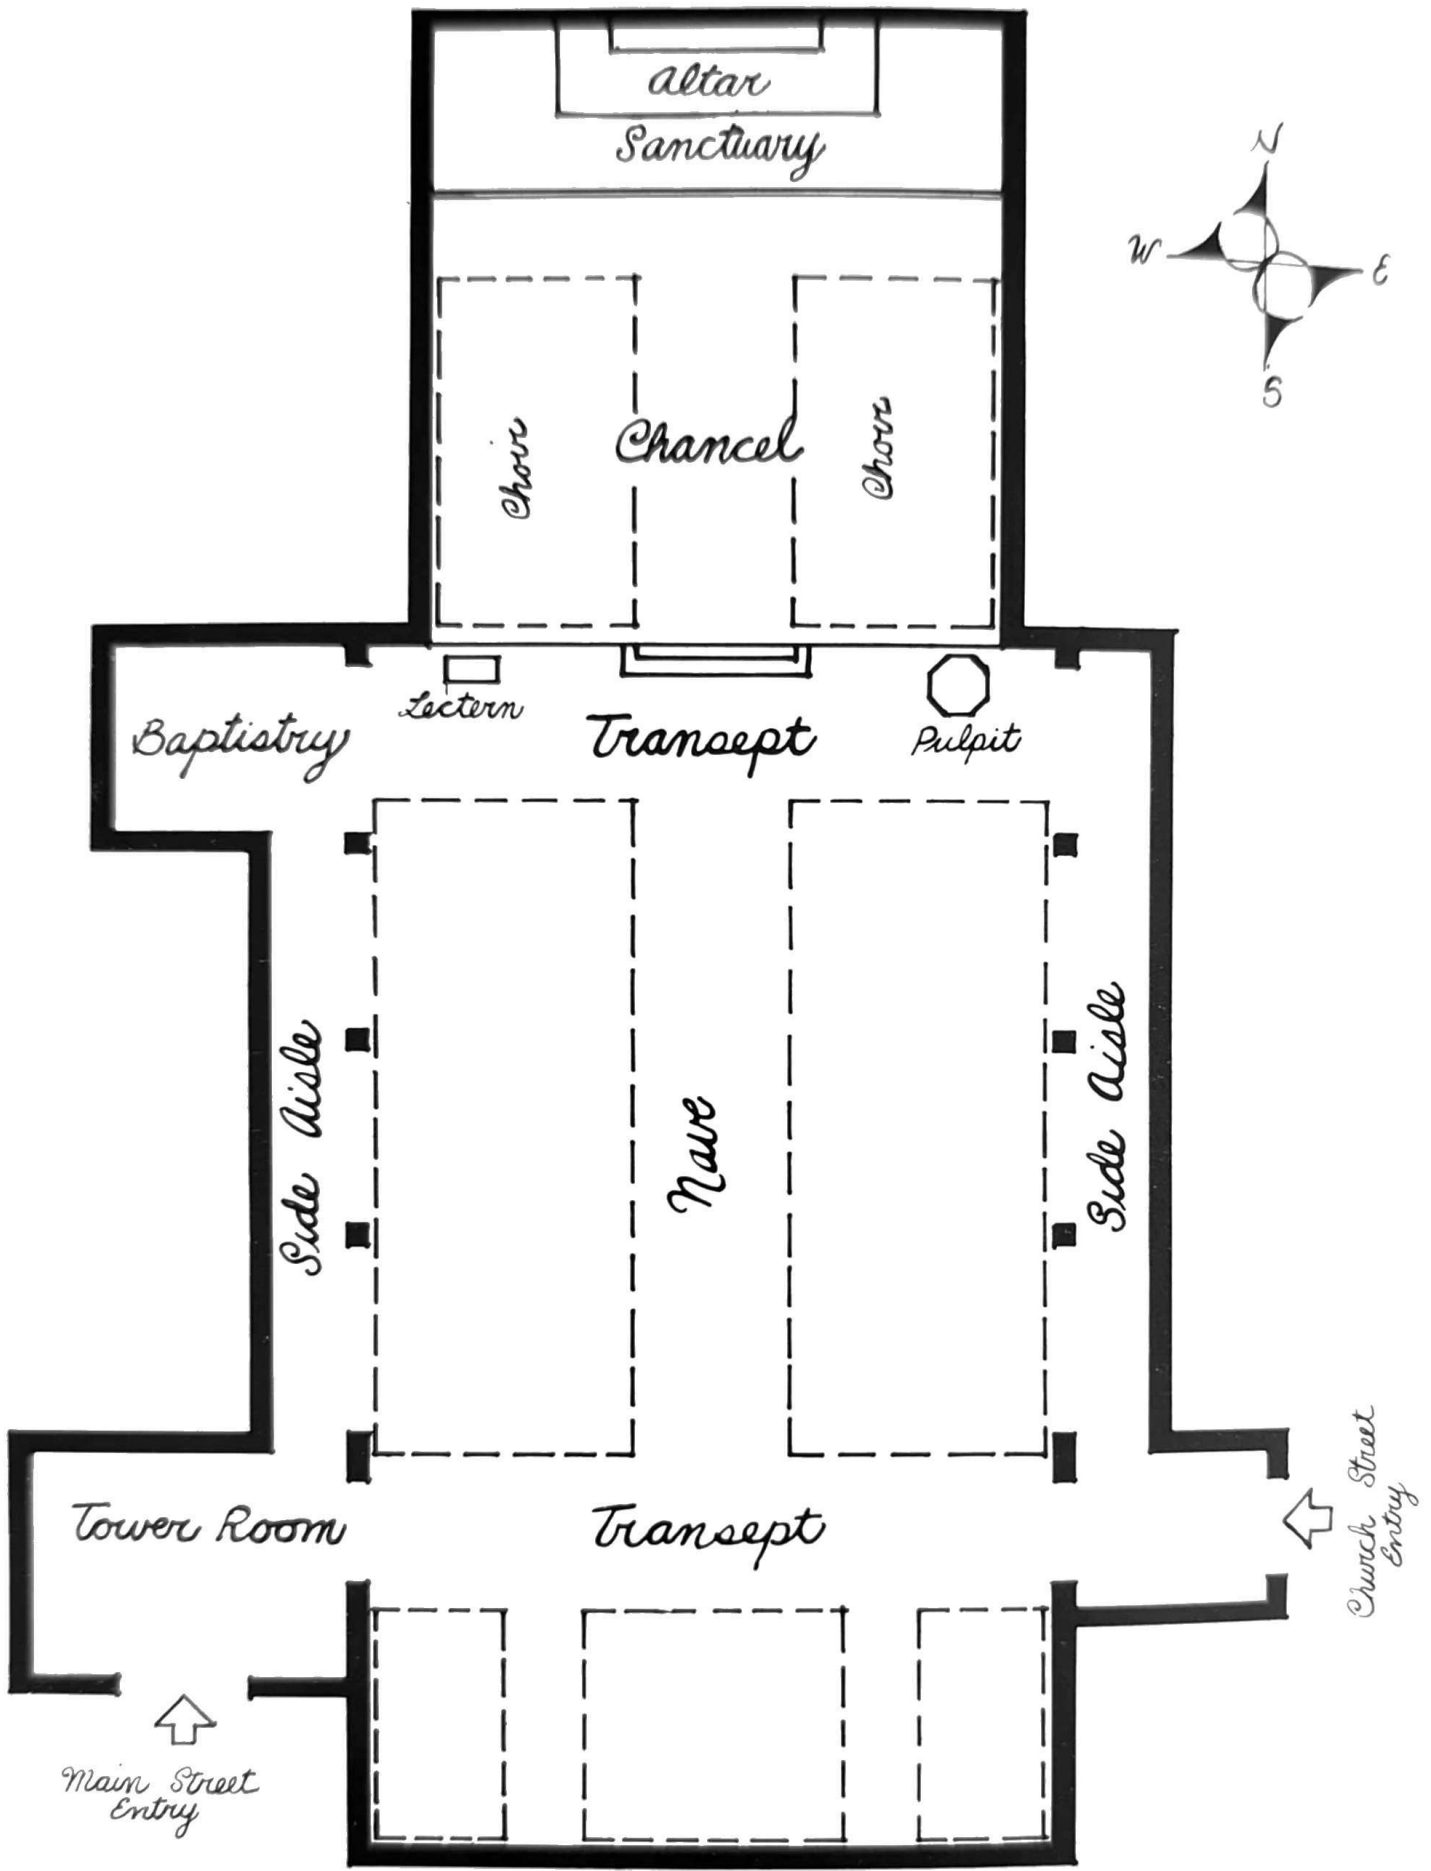 Altar
Sanctuary
N
W
E
S
Choir
Chancel
Choir
Lectern
Baptistry
Transept
Pulpit
Side Aisle
Nave
Side Aisle
Tower Room
Transept
Church Street
Entry
Main Street
Entry